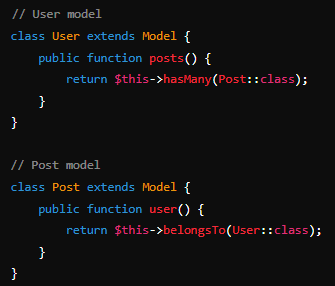 // User model
class User extends Model {
    public function posts() {
        return $this->hasMany(Post::class);
    }
}

// Post model
class Post extends Model {
    public function user() {
        return $this->belongsTo(User::class);
    }
}